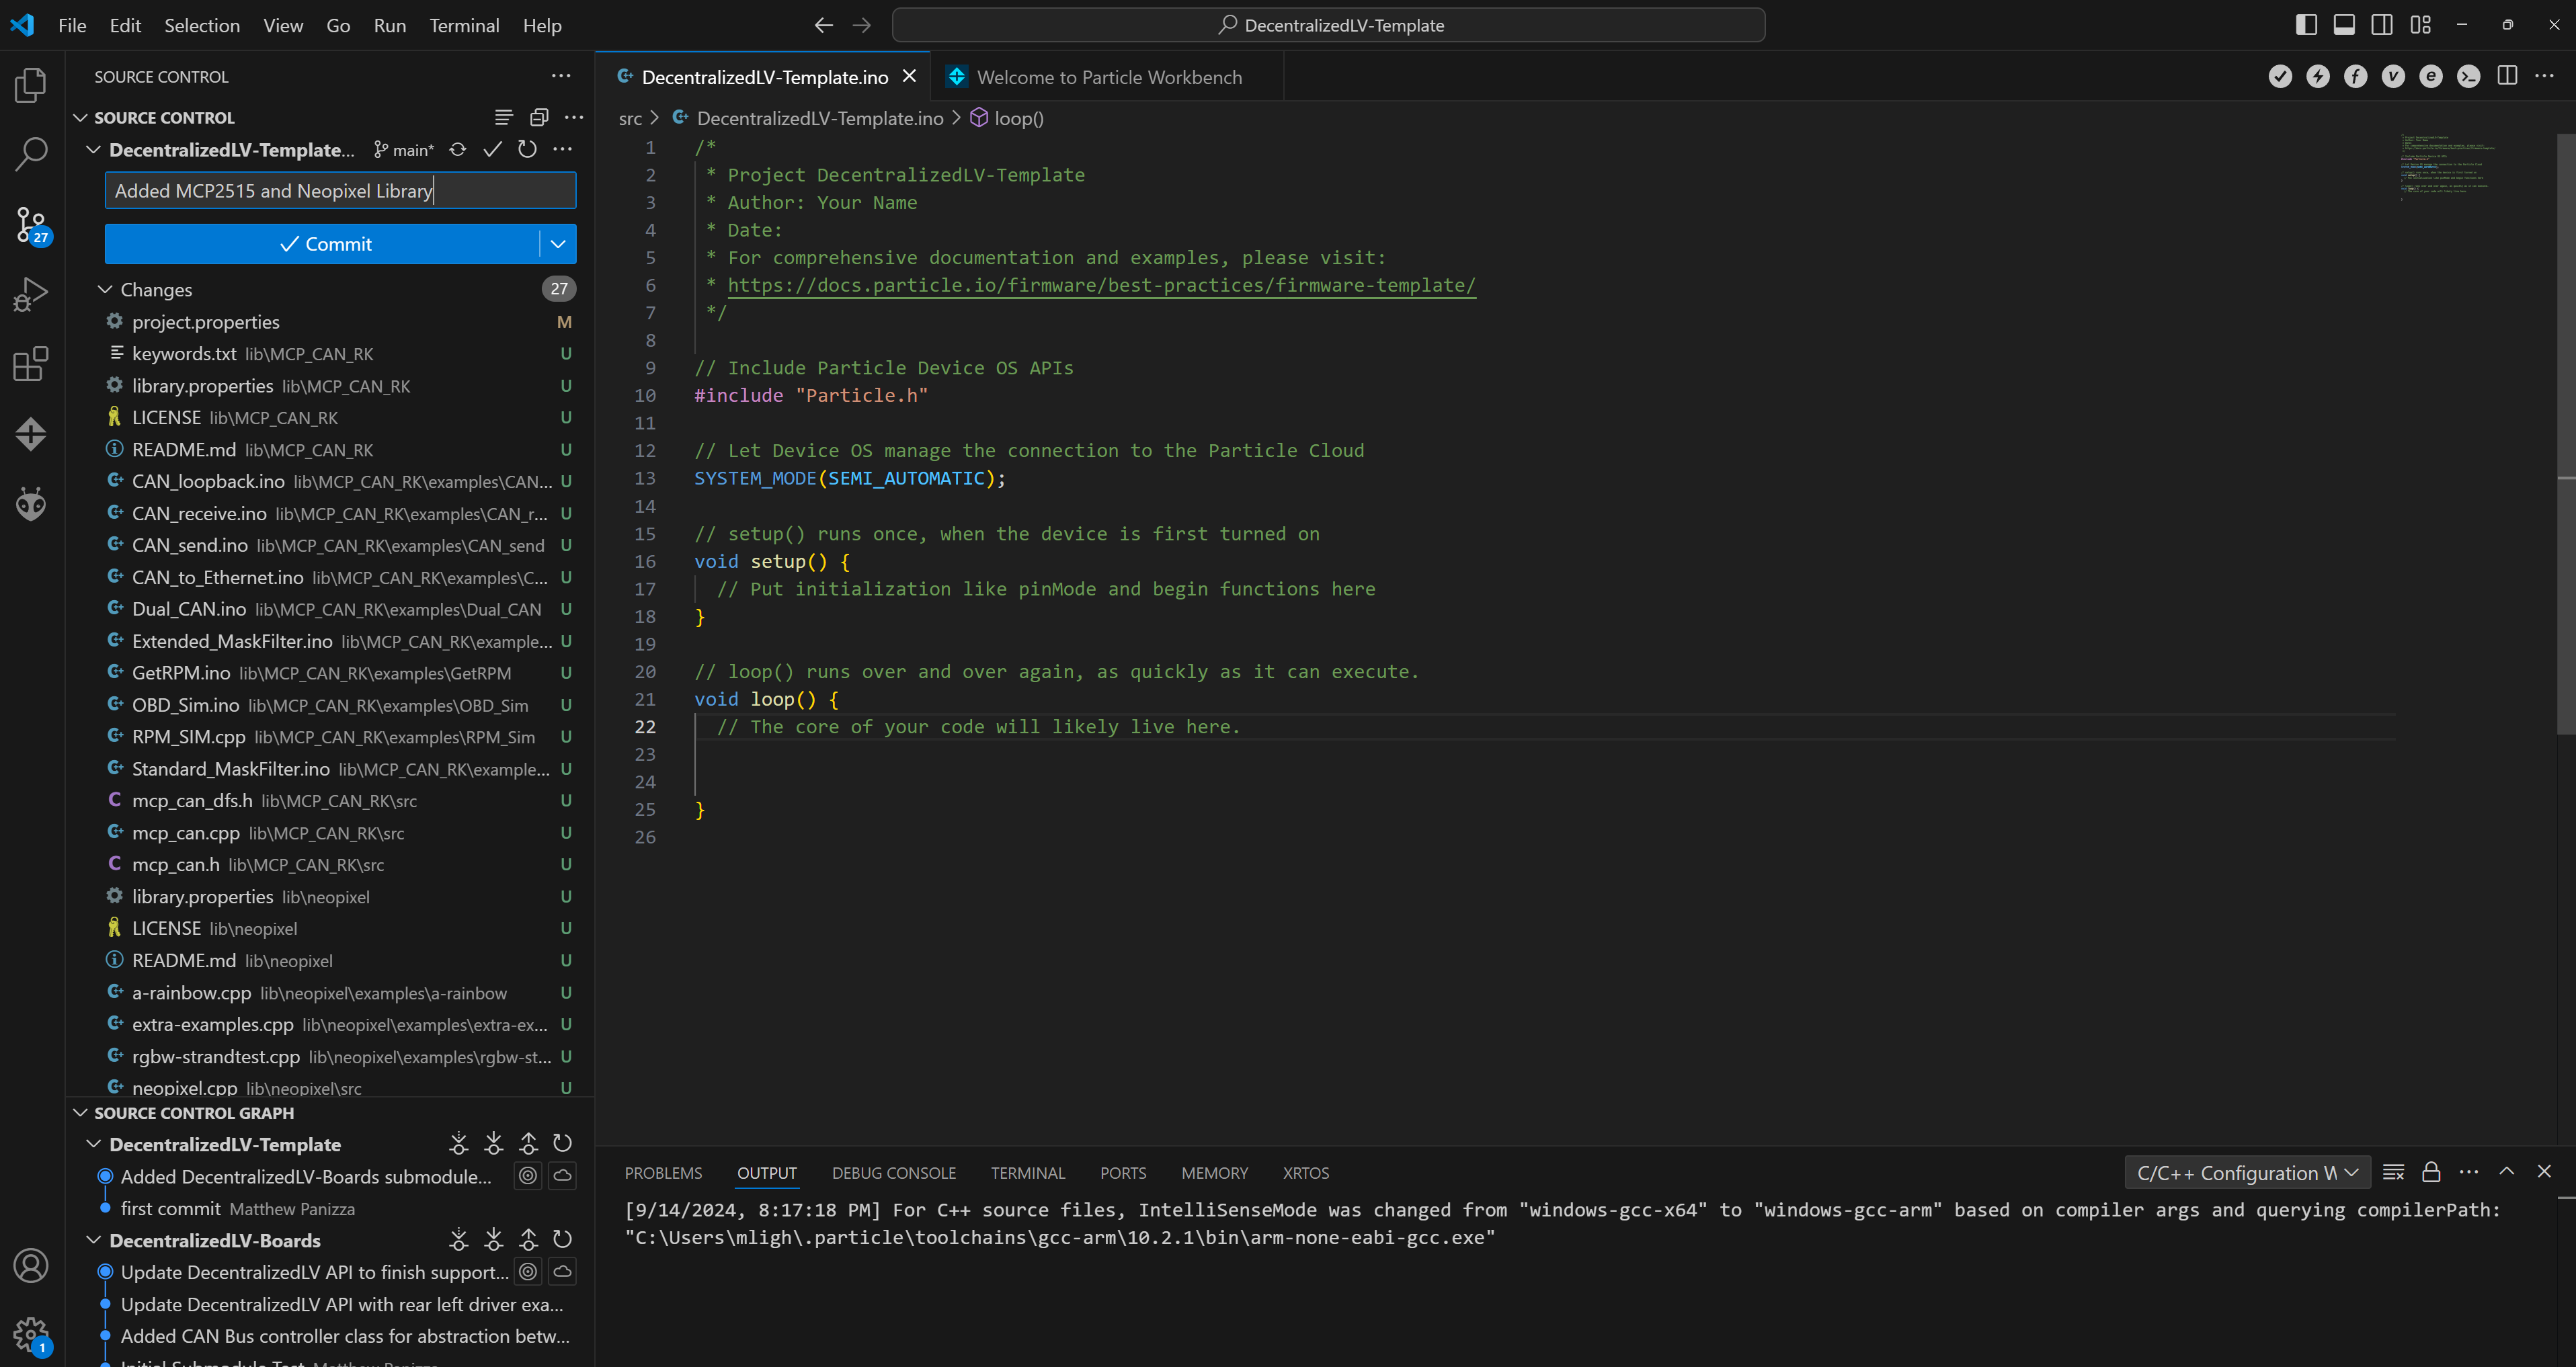 File Edit Selection View Go Run Terminal Help
DecentralizedLV-Template
SOURCE CONTROL
SOURCE CONTROL
DecentralizedLV-Template... main*
Added MCP2515 and Neopixel Library
Commit
Changes 27
project.properties M
keywords.txt lib\MCP_CAN_RK U
library.properties lib\MCP_CAN_RK U
LICENSE lib\MCP_CAN_RK U
README.md lib\MCP_CAN_RK U
CAN_loopback.ino lib\MCP_CAN_RK\examples\CAN... U
CAN_receive.ino lib\MCP_CAN_RK\examples\CAN_r... U
CAN_send.ino lib\MCP_CAN_RK\examples\CAN_send U
CAN_to_Ethernet.ino lib\MCP_CAN_RK\examples\C... U
Dual_CAN.ino lib\MCP_CAN_RK\examples\Dual_CAN U
Extended_MaskFilter.ino lib\MCP_CAN_RK\example... U
GetRPM.ino lib\MCP_CAN_RK\examples\GetRPM U
OBD_Sim.ino lib\MCP_CAN_RK\examples\OBD_Sim U
RPM_SIM.cpp lib\MCP_CAN_RK\examples\RPM_Sim U
Standard_MaskFilter.ino lib\MCP_CAN_RK\example... U
mcp_can_dfs.h lib\MCP_CAN_RK\src U
mcp_can.cpp lib\MCP_CAN_RK\src U
mcp_can.h lib\MCP_CAN_RK\src U
library.properties lib\neopixel U
LICENSE lib\neopixel U
README.md lib\neopixel U
a-rainbow.cpp lib\neopixel\examples\a-rainbow U
extra-examples.cpp lib\neopixel\examples\extra-ex... U
rgbw-strandtest.cpp lib\neopixel\examples\rgbw-st... U
neopixel.cpp lib\neopixel\src U
SOURCE CONTROL GRAPH
DecentralizedLV-Template
Added DecentralizedLV-Boards submodule...
first commit Matthew Panizza
DecentralizedLV-Boards
Update DecentralizedLV API to finish support...
Update DecentralizedLV API with rear left driver exa...
Added CAN Bus controller class for abstraction betw...
Initial Submodule Test Matthew Panizza
27
1
DecentralizedLV-Template.ino
Welcome to Particle Workbench
src > DecentralizedLV-Template.ino > loop()
1 /*
2 * Project DecentralizedLV-Template
3 * Author: Your Name
4 * Date:
5 * For comprehensive documentation and examples, please visit:
6 * https://docs.particle.io/firmware/best-practices/firmware-template/
7 */
8
9 // Include Particle Device OS APIs
10 #include "Particle.h"
11
12 // Let Device OS manage the connection to the Particle Cloud
13 SYSTEM_MODE(SEMI_AUTOMATIC);
14
15 // setup() runs once, when the device is first turned on
16 void setup() {
17 // Put initialization like pinMode and begin functions here
18 }
19
20 // loop() runs over and over again, as quickly as it can execute.
21 void loop() {
22 // The core of your code will likely live here.
23
24
25 }
26
PROBLEMS OUTPUT DEBUG CONSOLE TERMINAL PORTS MEMORY XRTOS
C/C++ Configuration W
[9/14/2024, 8:17:18 PM] For C++ source files, IntelliSenseMode was changed from "windows-gcc-x64" to "windows-gcc-arm" based on compiler args and querying compilerPath:
"C:\Users\mligh\.particle\toolchains\gcc-arm\10.2.1\bin\arm-none-eabi-gcc.exe"